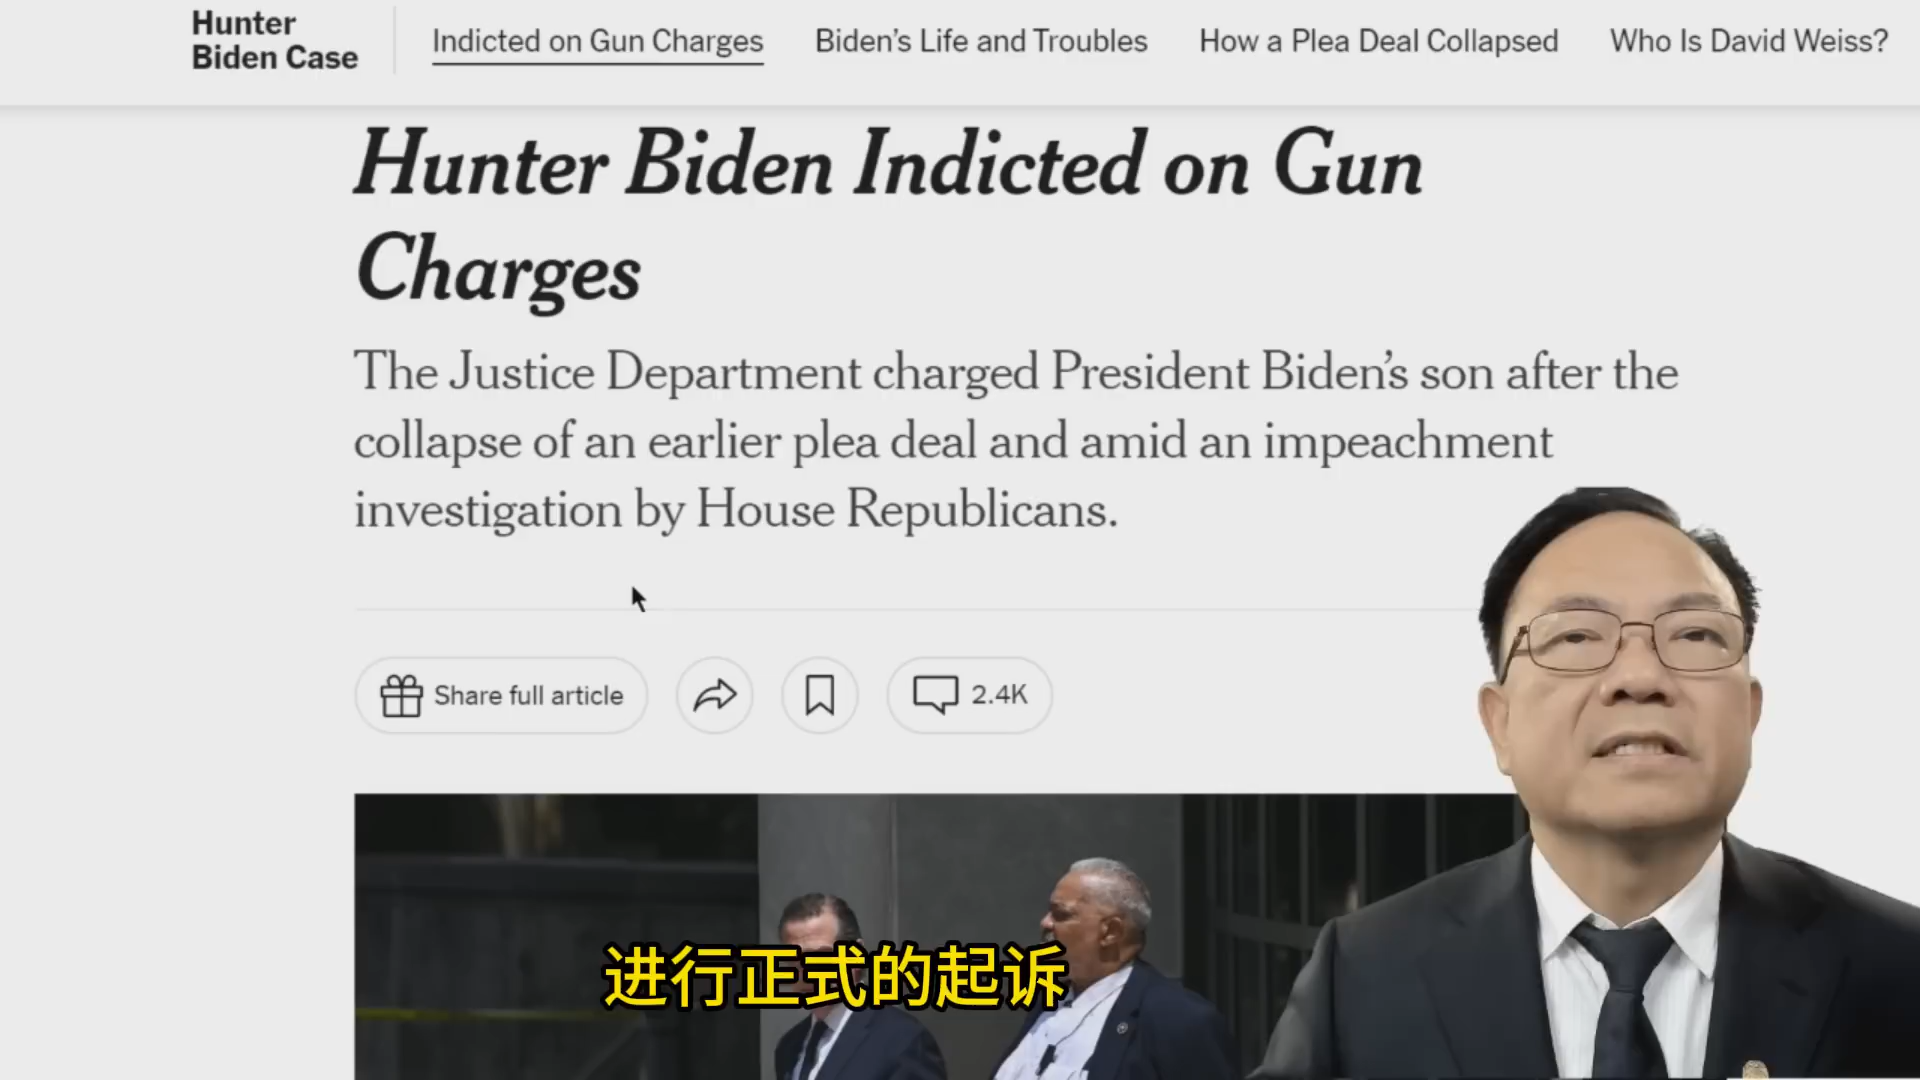 Hunter
Biden Case
Indicted on Gun Charges
Biden’s Life and Troubles
How a Plea Deal Collapsed
Who Is David Weiss?
Hunter Biden Indicted on Gun
Charges
The Justice Department charged President Biden’s son after the
collapse of an earlier plea deal and amid an impeachment
investigation by House Republicans.
Share full article
2.4K
进行正式的起诉